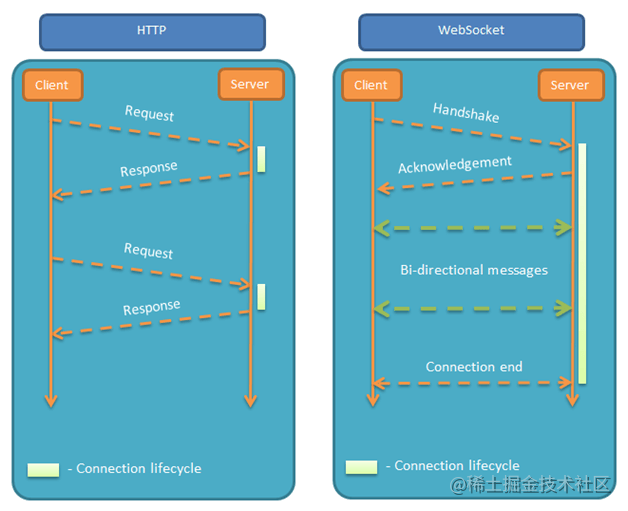 HTTP
Client
Server
Request
Response
Request
Response
- Connection lifecycle
WebSocket
Client
Server
Handshake
Acknowledgement
Bi-directional messages
Connection end
- Connection lifecycle
@稀土掘金技术社区